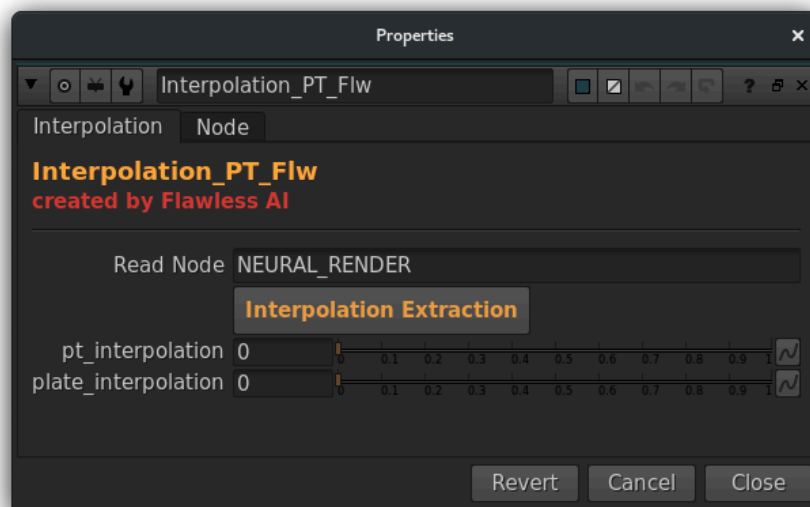 Properties
Interpolation_PT_Flw
?
Interpolation Node
Interpolation_PT_Flw
created by Flawless AI
Read Node NEURAL_RENDER
Interpolation Extraction
pt_interpolation 0
0 0.1 0.2 0.3 0.4 0.5 0.6 0.7 0.8 0.9 1
plate_interpolation 0
0 0.1 0.2 0.3 0.4 0.5 0.6 0.7 0.8 0.9 1
Revert Cancel Close